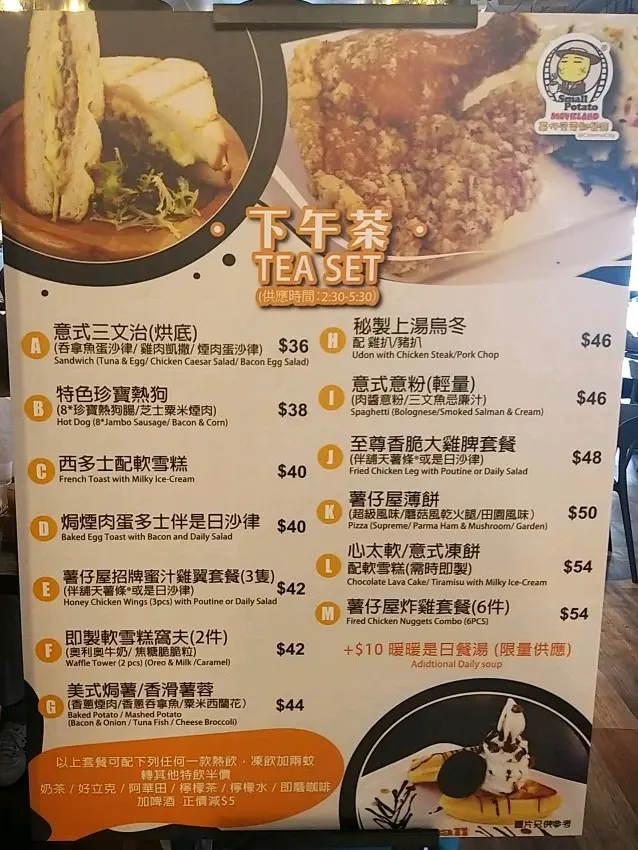 Small
Potato
MOVIELAND
@CinemaCity
下午茶
TEA SET
(供應時間:2:30-5:30)
A 意式三文治(烘底) $36
(吞拿魚蛋沙律/ 雞肉凱撒/ 煙肉蛋沙律)
Sandwich (Tuna & Egg/ Chicken Caesar Salad/ Bacon Egg Salad)
B 特色珍寶熱狗 $38
(8*珍寶熱狗腸/芝士粟米煙肉)
Hot Dog (8*Jambo Sausage/ Bacon & Corn)
C 西多士配軟雪糕 $40
French Toast with Milky Ice-Cream
D 焗煙肉蛋多士伴是日沙律 $40
Baked Egg Toast with Bacon and Daily Salad
E 薯仔屋招牌蜜汁雞翼套餐(3隻) $42
(伴舖天薯條*或是日沙律)
Honey Chicken Wings (3pcs) with Poutine or Daily Salad
F 即製軟雪糕窩夫(2件) $42
(奧利奧牛奶/ 焦糖脆脆粒)
Waffle Tower (2 pcs) (Oreo & Milk /Caramel)
G 美式焗薯/香滑薯蓉 $44
(香蔥煙肉/香蔥吞拿魚/粟米西蘭花)
Baked Potato / Mashed Potato
(Bacon & Onion / Tuna Fish / Cheese Broccoli)
H 秘製上湯烏冬 $46
配 雞扒/豬扒
Udon with Chicken Steak/Pork Chop
I 意式意粉(輕量) $46
(肉醬意粉/三文魚忌廉汁)
Spaghetti (Bolognese/Smoked Salman & Cream)
J 至尊香脆大雞脾套餐 $48
(伴舖天薯條*或是日沙律)
Fried Chicken Leg with Poutine or Daily Salad
K 薯仔屋薄餅 $50
(超級風味/蘑菇風乾火腿/田園風味)
Pizza (Supreme/ Parma Ham & Mushroom/ Garden)
L 心太軟/意式凍餅 $54
配軟雪糕(需時即製)
Chocolate Lava Cake/ Tiramisu with Milky Ice-Cream
M 薯仔屋炸雞套餐(6件) $54
Fired Chicken Nuggets Combo (6PCS)
+$10 暖暖是日餐湯 (限量供應)
Adidtional Daily soup
以上套餐可配下列任何一款熱飲，凍飲加兩蚊
轉其他特飲半價
奶茶 / 好立克 / 阿華田 / 檸檬茶 / 檸檬水 / 即磨咖啡
加啤酒 正價減$5
圖片只供參考